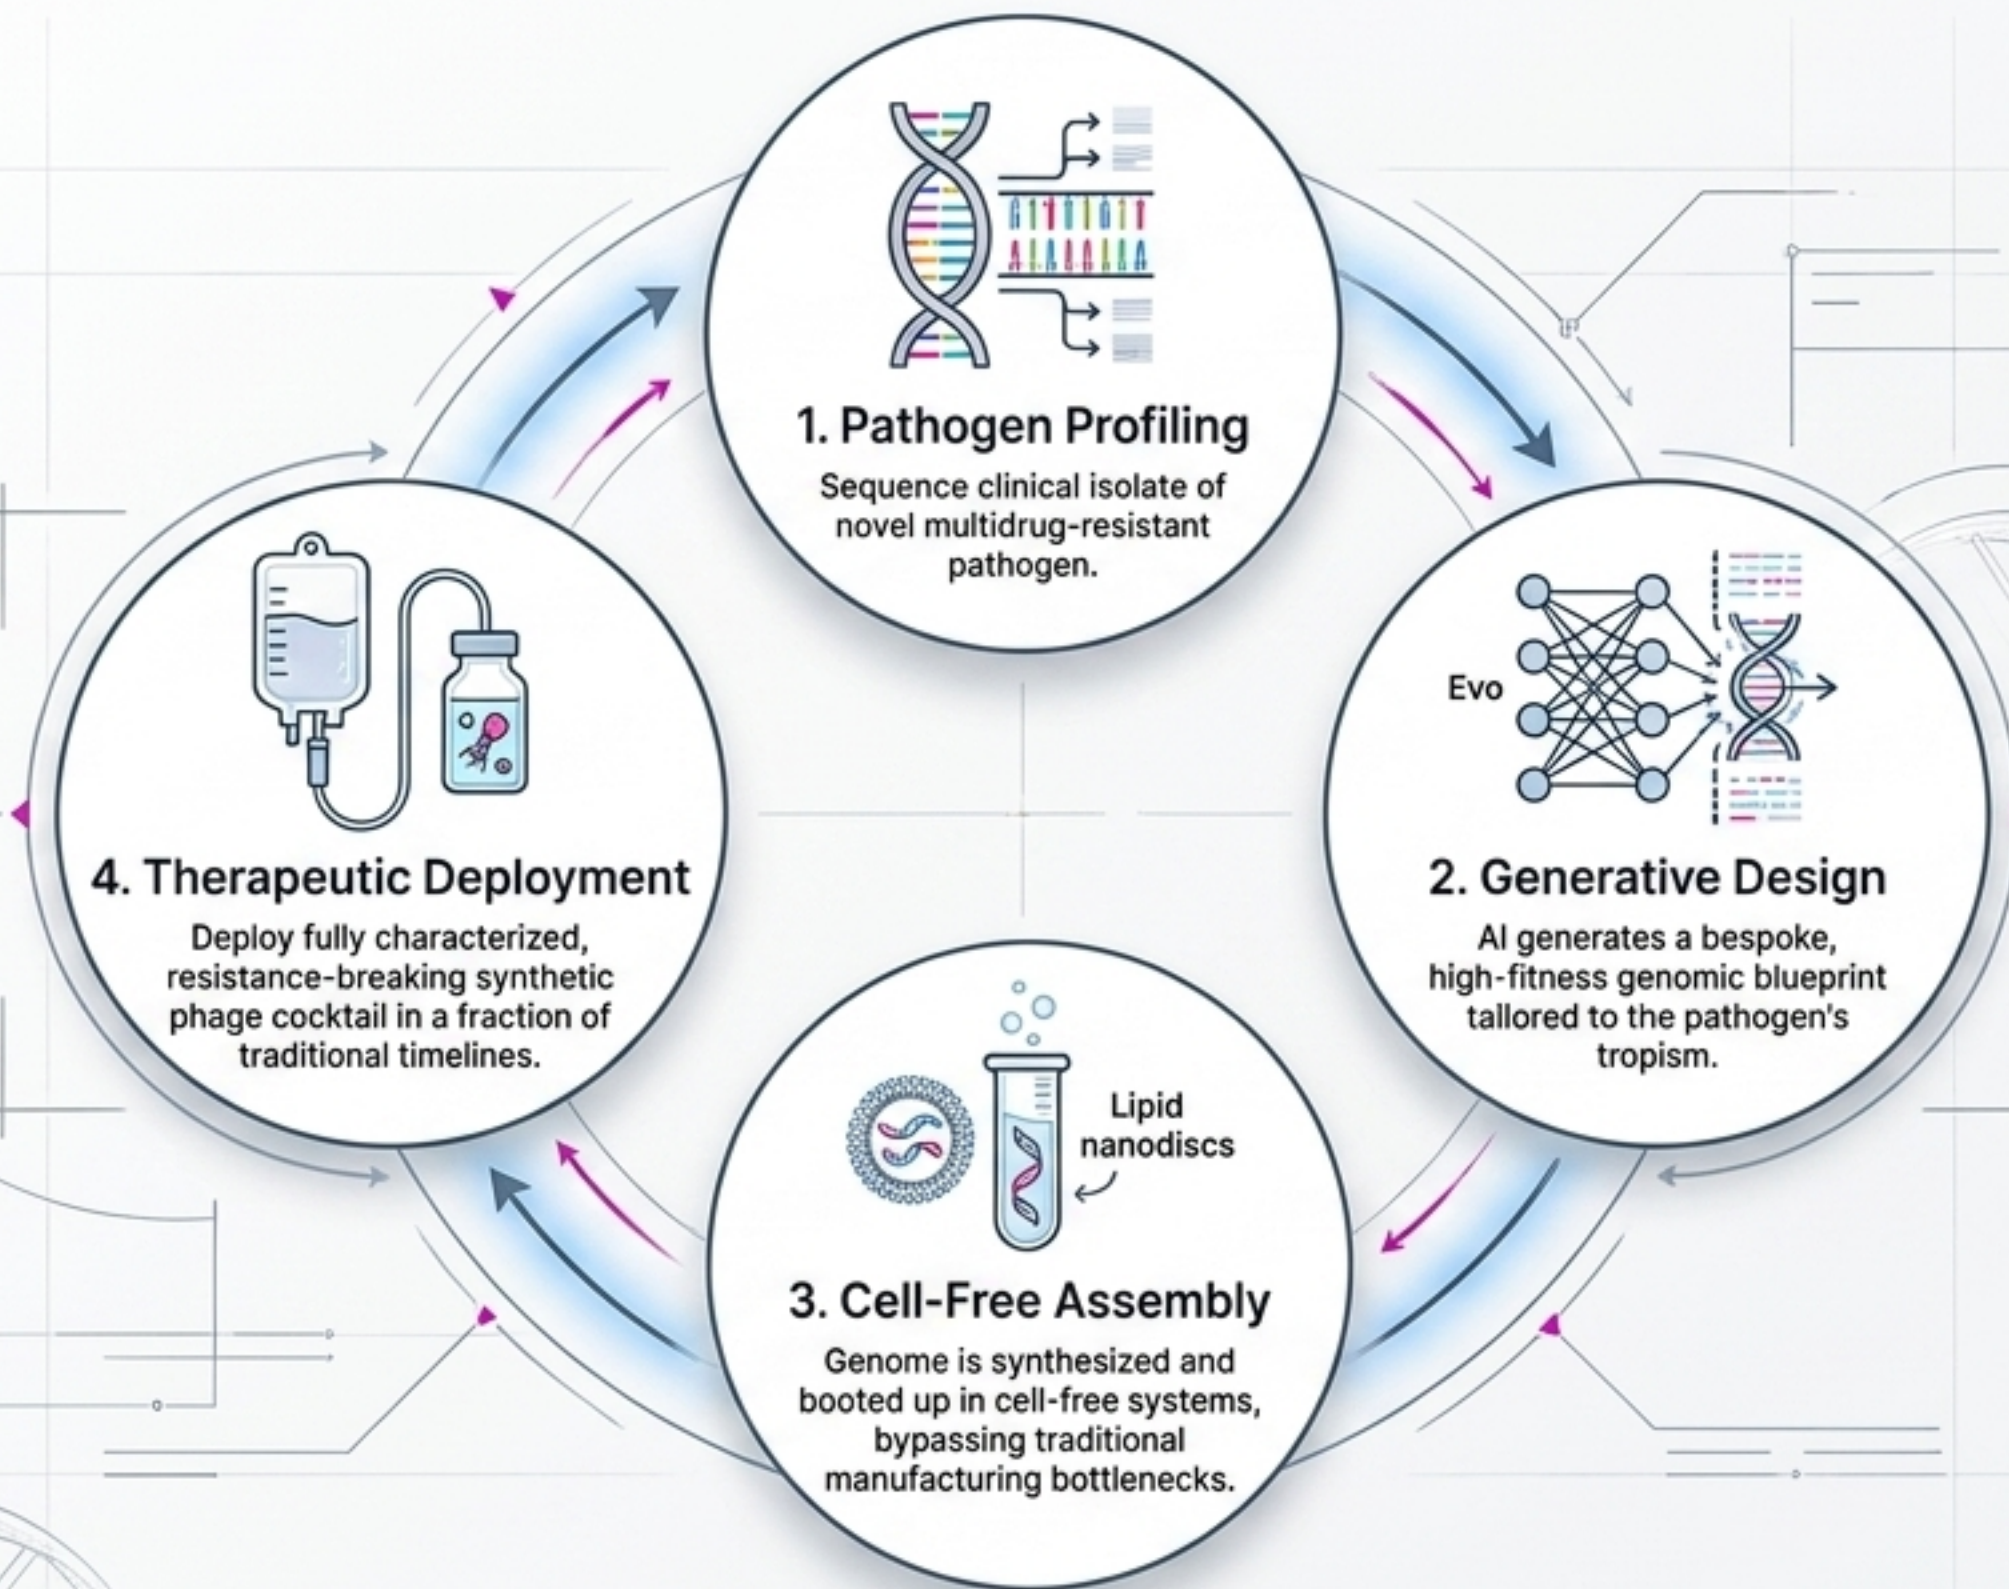 1. Pathogen Profiling
Sequence clinical isolate of
novel multidrug-resistant
pathogen.
Evo
2. Generative Design
AI generates a bespoke,
high-fitness genomic blueprint
tailored to the pathogen's
tropism.
Lipid
nanodiscs
3. Cell-Free Assembly
Genome is synthesized and
booted up in cell-free systems,
bypassing traditional
manufacturing bottlenecks.
4. Therapeutic Deployment
Deploy fully characterized,
resistance-breaking synthetic
phage cocktail in a fraction of
traditional timelines.